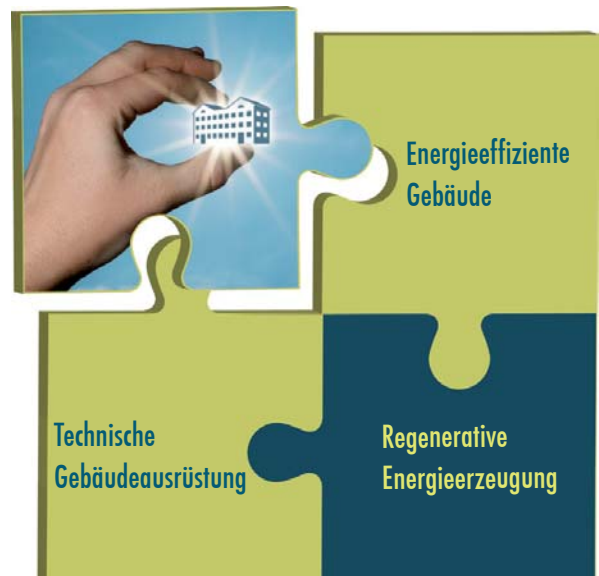 Energieeffiziente
Gebäude
Technische
Gebäudeausrüstung
Regenerative
Energieerzeugung